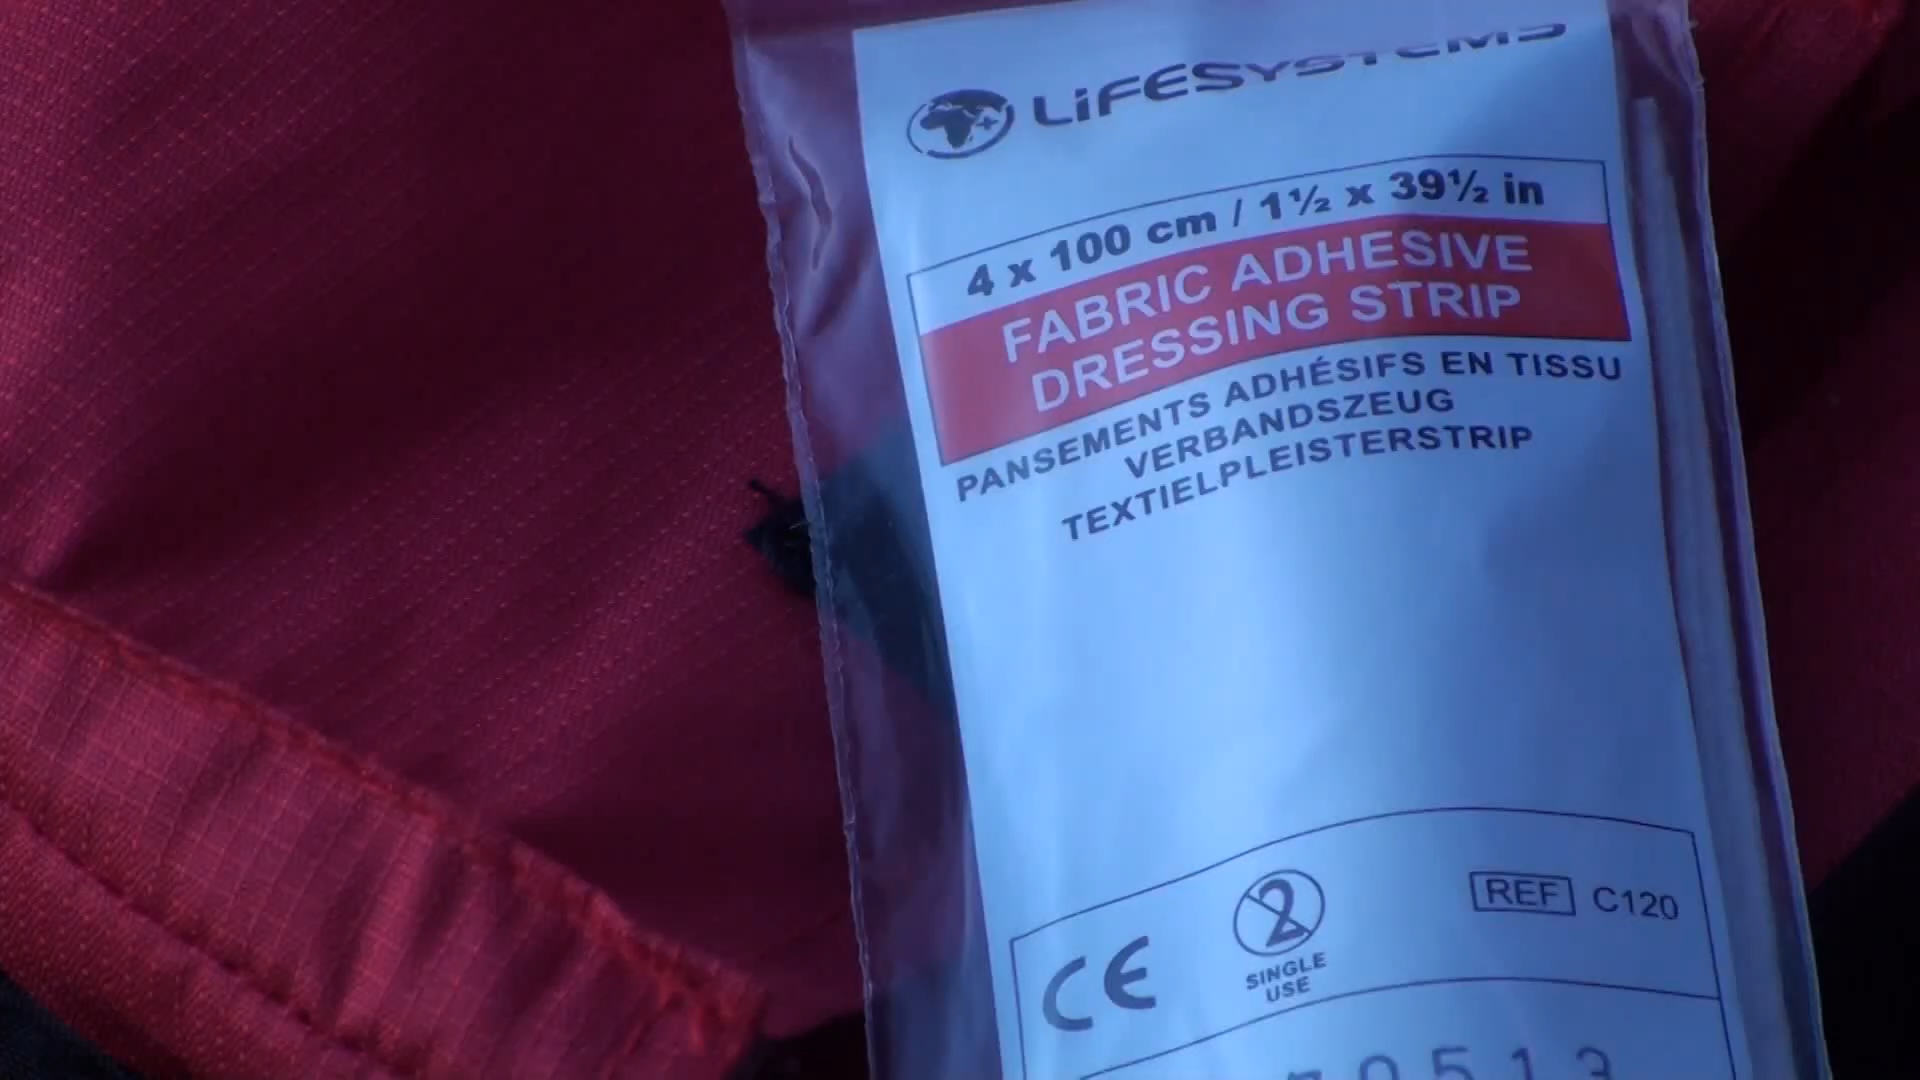 LiFESYSTEMS
4 x 100 cm / 1½ x 39½ in
FABRIC ADHESIVE
DRESSING STRIP
PANSEMENTS ADHÉSIFS EN TISSU
VERBANDSZEUG
TEXTIELPLEISTERSTRIP
CE
2
SINGLE
USE
REF C120